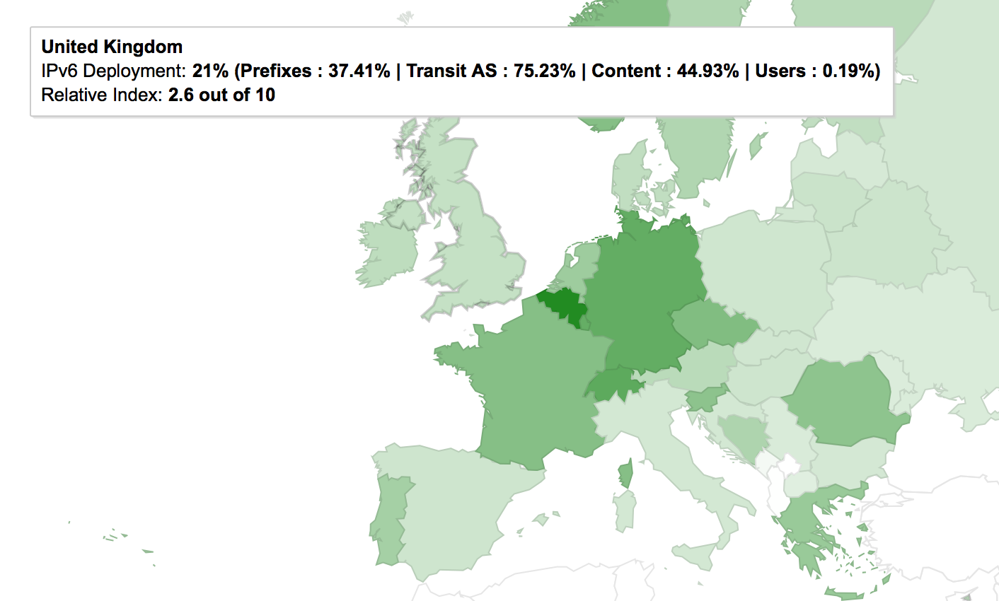 United Kingdom
IPv6 Deployment: 21% (Prefixes : 37.41% | Transit AS : 75.23% | Content : 44.93% | Users : 0.19%)
Relative Index: 2.6 out of 10